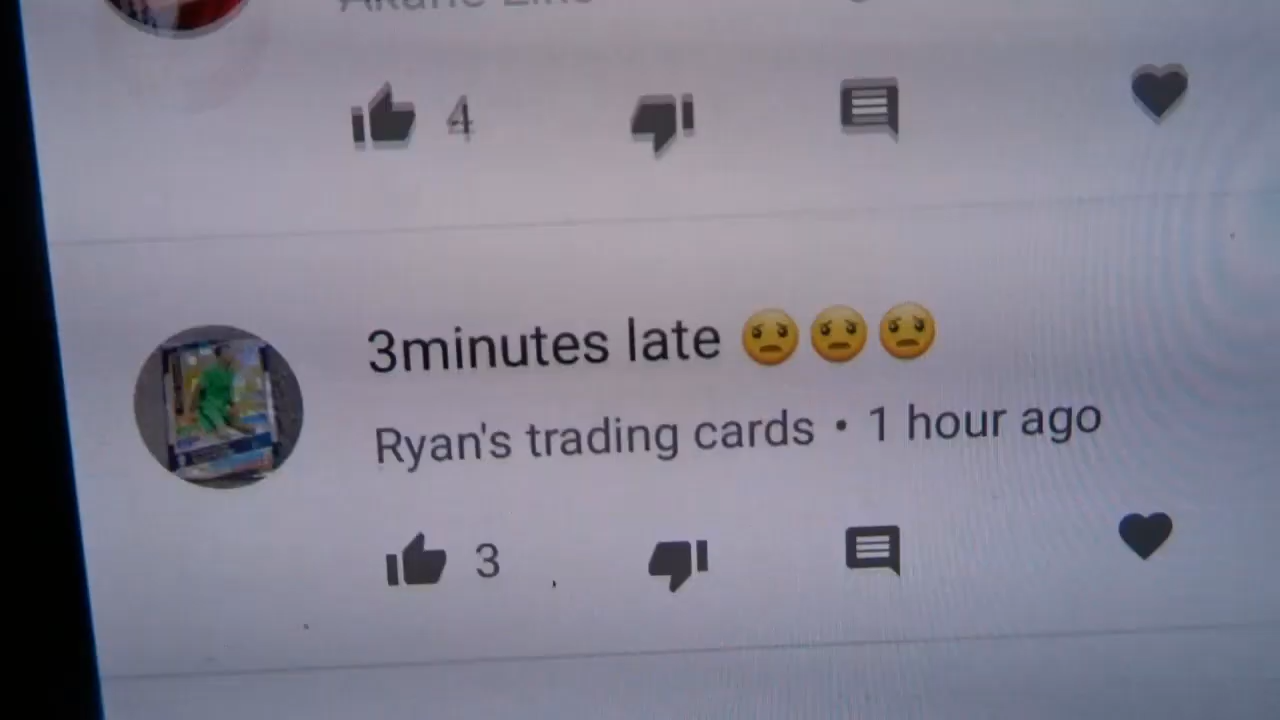 4
3minutes late 😟😟😟
Ryan's trading cards • 1 hour ago
3